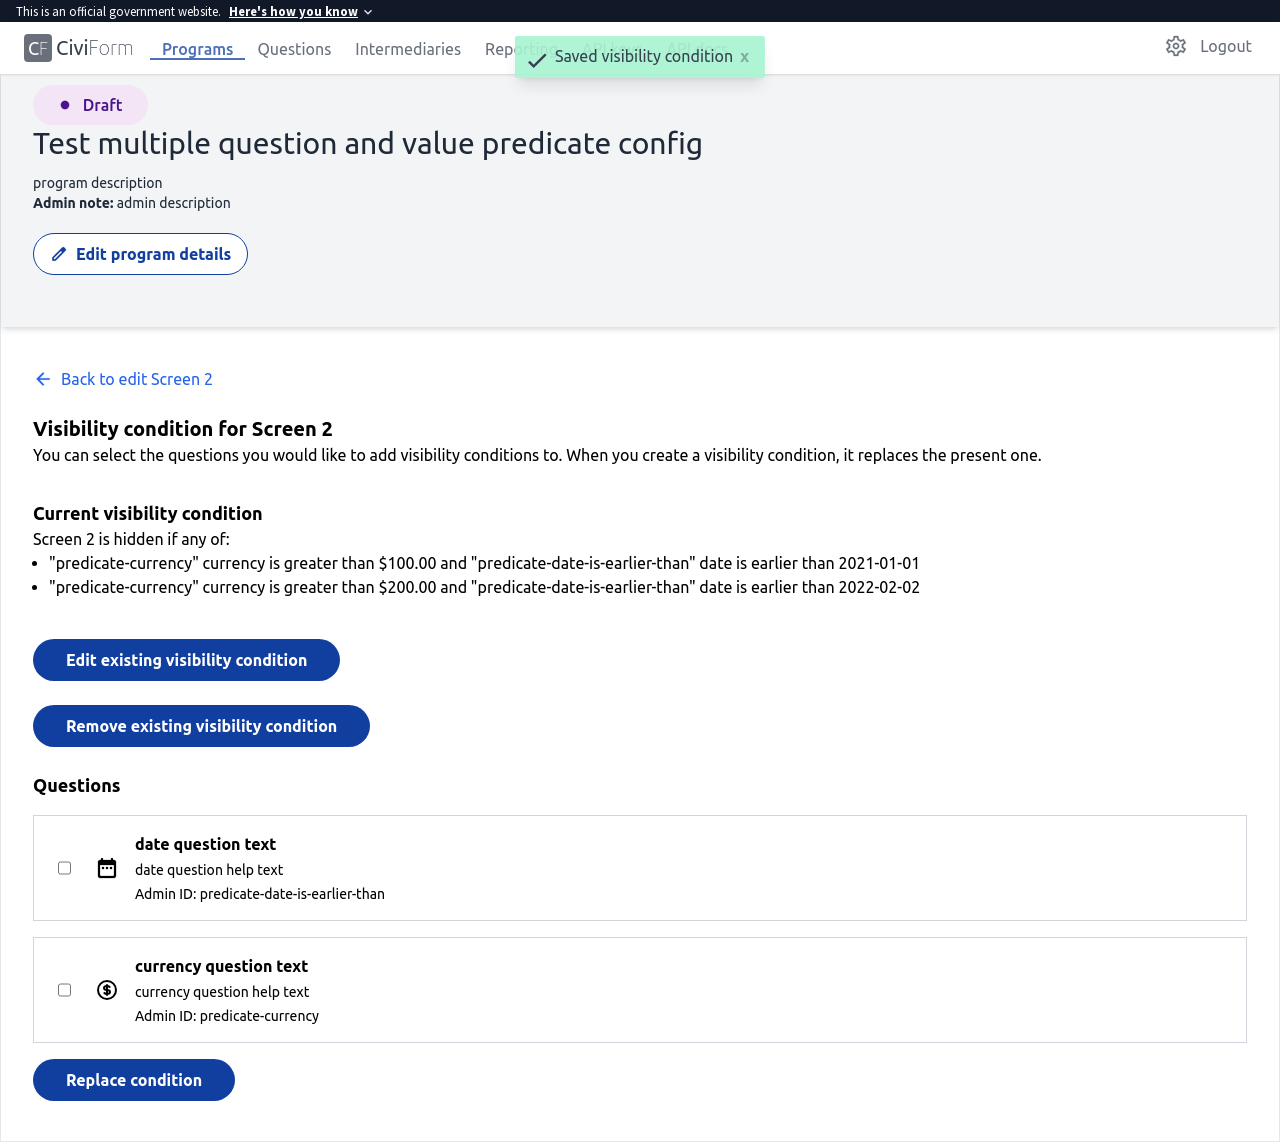 This is an official government website. Here's how you know
CF CiviForm Programs Questions Intermediaries Saved visibility condition x Logout
Draft
Test multiple question and value predicate config
program description
Admin note: admin description
Edit program details
Back to edit Screen 2
Visibility condition for Screen 2
You can select the questions you would like to add visibility conditions to. When you create a visibility condition, it replaces the present one.
Current visibility condition
Screen 2 is hidden if any of:
• "predicate-currency" currency is greater than $100.00 and "predicate-date-is-earlier-than" date is earlier than 2021-01-01
• "predicate-currency" currency is greater than $200.00 and "predicate-date-is-earlier-than" date is earlier than 2022-02-02
Edit existing visibility condition
Remove existing visibility condition
Questions
date question text
date question help text
Admin ID: predicate-date-is-earlier-than
currency question text
currency question help text
Admin ID: predicate-currency
Replace condition